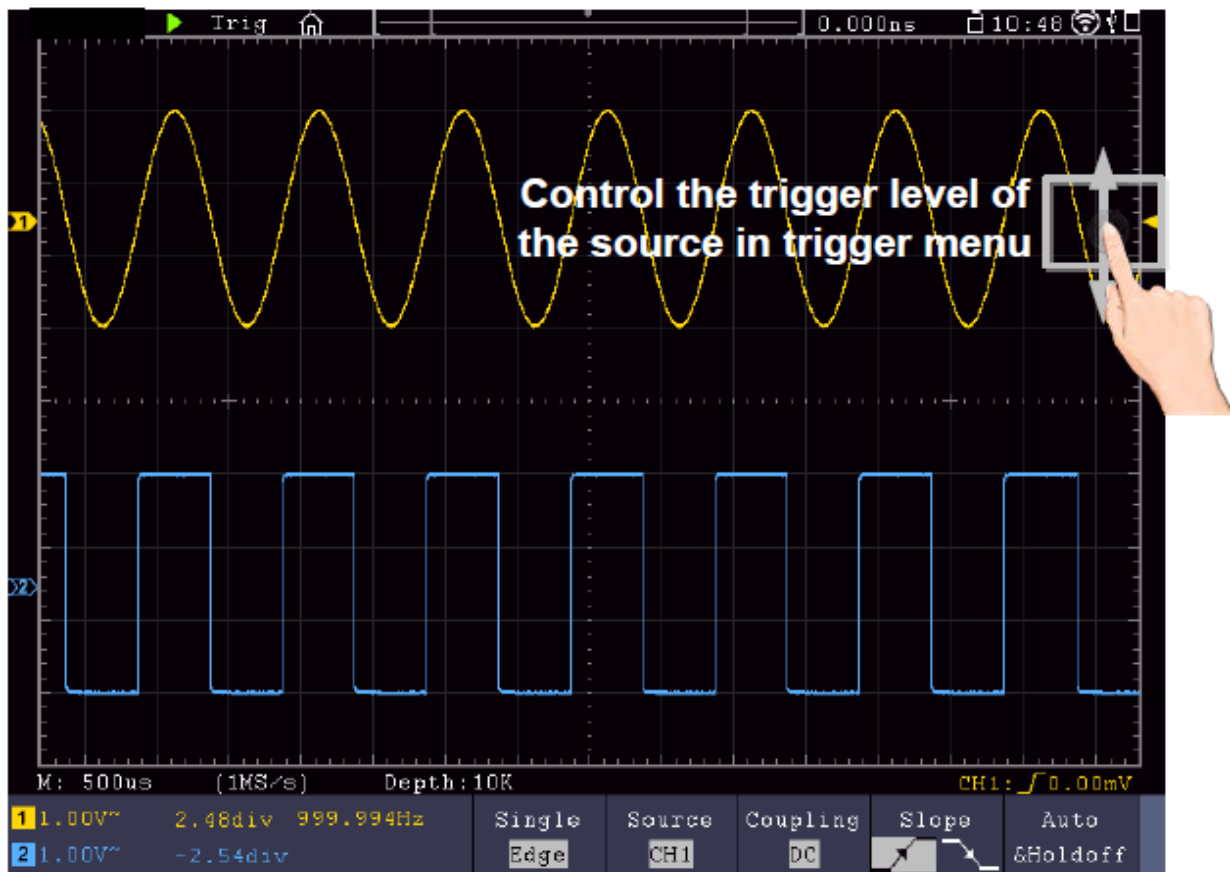 Trig 0.000ns 10:48
Control the trigger level of
the source in trigger menu
1
2
M: 500us (1MS/s) Depth:10K CH1: 0.00mV
1 1.00V~ 2.48div 999.994Hz Single Source Coupling Slope Auto
2 1.00V~ -2.54div Edge CH1 DC &Holdoff